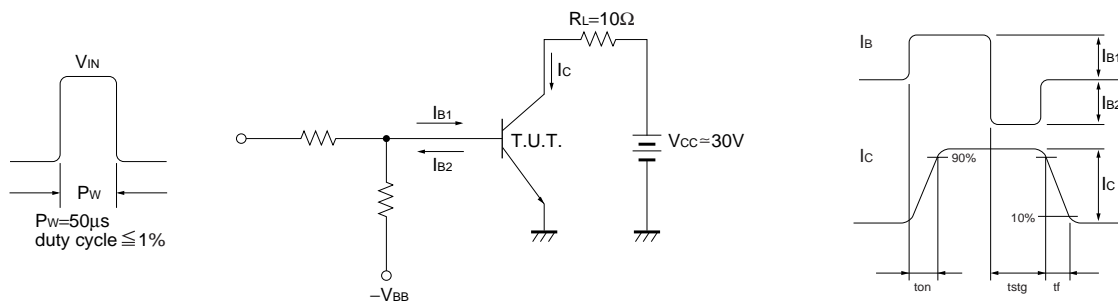 VIN
PW
PW=50μs
duty cycle ≦1%
RL=10Ω
IC
IB1
IB2
T.U.T.
VCC≃30V
−VBB
IB
IB1
IB2
IC
90%
10%
IC
ton
tstg
tf